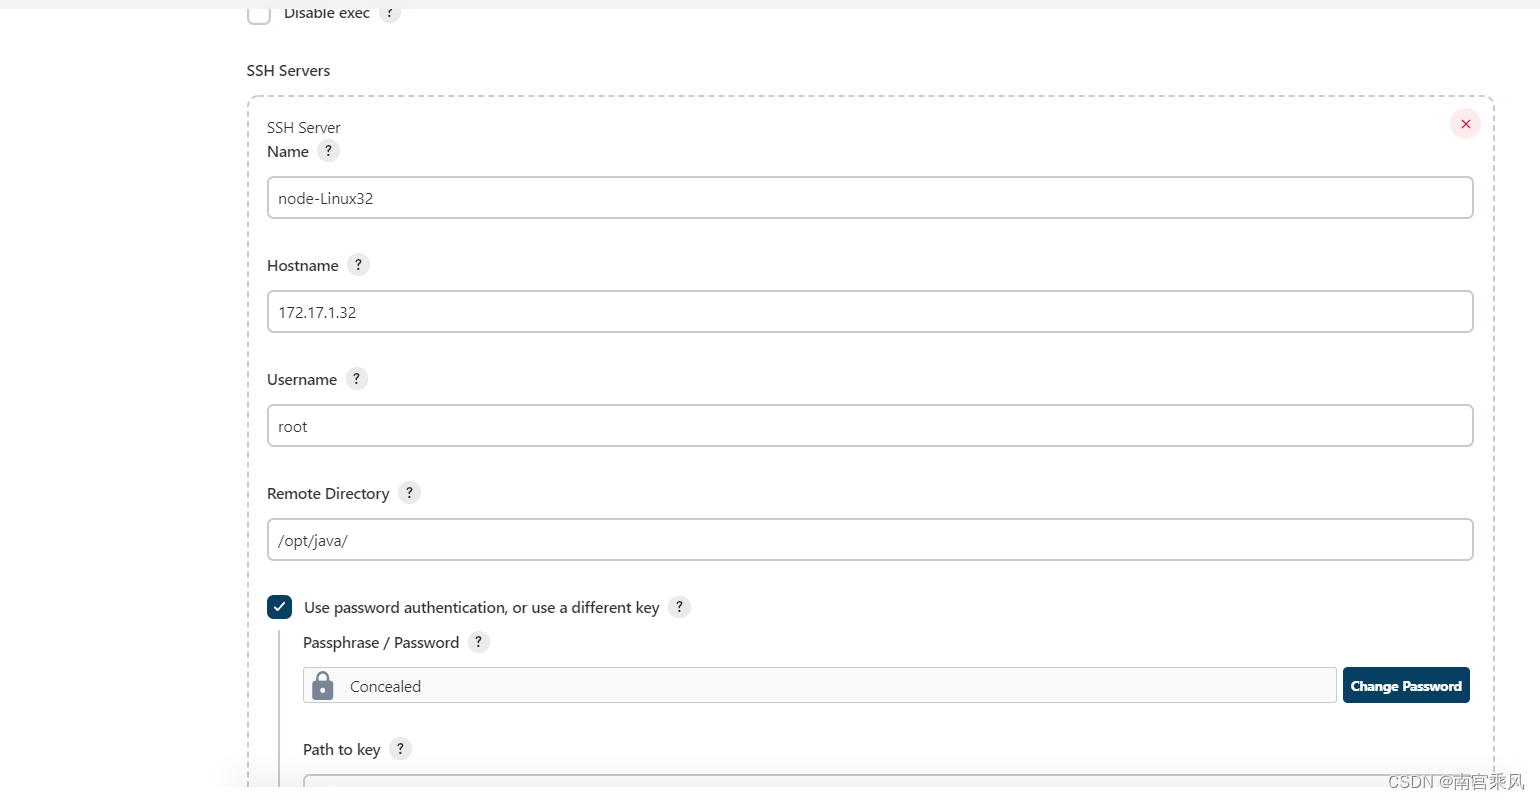 Disable exec ?
SSH Servers
SSH Server
Name ?
node-Linux32
Hostname ?
172.17.1.32
Username ?
root
Remote Directory ?
/opt/java/
Use password authentication, or use a different key ?
Passphrase / Password ?
Concealed
Change Password
Path to key ?
CSDN @南宫乘风